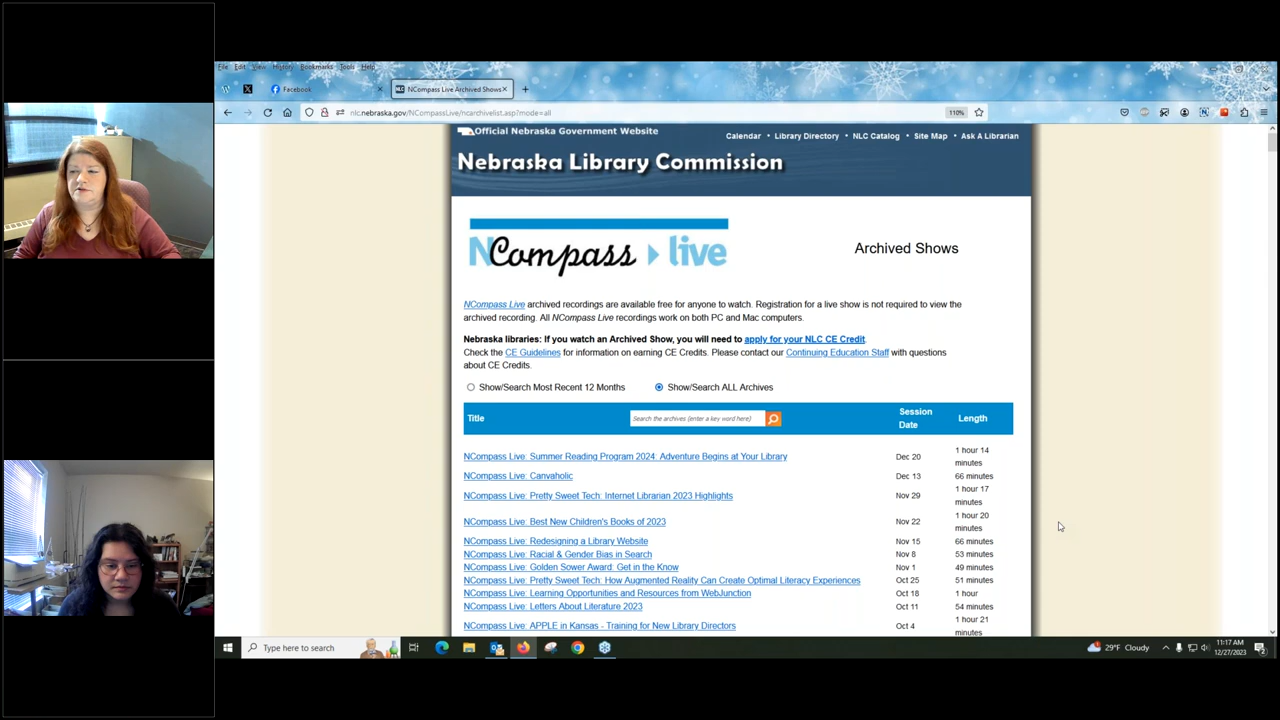 File Edit View History Bookmarks Tools Help
Facebook
NCompass Live Archived Shows
nlc.nebraska.gov/NCompassLive/ncarchivelist.asp?mode=all
110%
Official Nebraska Government Website
Calendar • Library Directory • NLC Catalog • Site Map • Ask A Librarian
Nebraska Library Commission
NCompass live
Archived Shows
NCompass Live archived recordings are available free for anyone to watch. Registration for a live show is not required to view the
archived recording. All NCompass Live recordings work on both PC and Mac computers.
Nebraska libraries: If you watch an Archived Show, you will need to apply for your NLC CE Credit.
Check the CE Guidelines for information on earning CE Credits. Please contact our Continuing Education Staff with questions
about CE Credits.
Show/Search Most Recent 12 Months Show/Search ALL Archives
Title
Search the archives (enter a key word here)
Session
Date
Length
NCompass Live: Summer Reading Program 2024: Adventure Begins at Your Library Dec 20 1 hour 14
minutes
NCompass Live: Canvaholic Dec 13 66 minutes
NCompass Live: Pretty Sweet Tech: Internet Librarian 2023 Highlights Nov 29 1 hour 17
minutes
NCompass Live: Best New Children's Books of 2023 Nov 22 1 hour 20
minutes
NCompass Live: Redesigning a Library Website Nov 15 66 minutes
NCompass Live: Racial & Gender Bias in Search Nov 8 53 minutes
NCompass Live: Golden Sower Award: Get in the Know Nov 1 49 minutes
NCompass Live: Pretty Sweet Tech: How Augmented Reality Can Create Optimal Literacy Experiences Oct 25 51 minutes
NCompass Live: Learning Opportunities and Resources from WebJunction Oct 18 1 hour
NCompass Live: Letters About Literature 2023 Oct 11 54 minutes
NCompass Live: APPLE in Kansas - Training for New Library Directors Oct 4 1 hour 21
minutes
Type here to search
29°F Cloudy
11:17 AM
12/27/2023